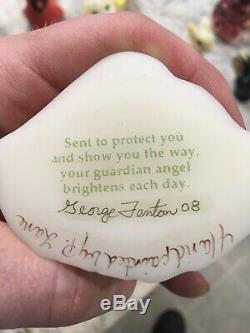 Sent to protect you
and show you the way,
your guardian angel
brightens each day.
George Fenton 08
Handpainted by P. Lane